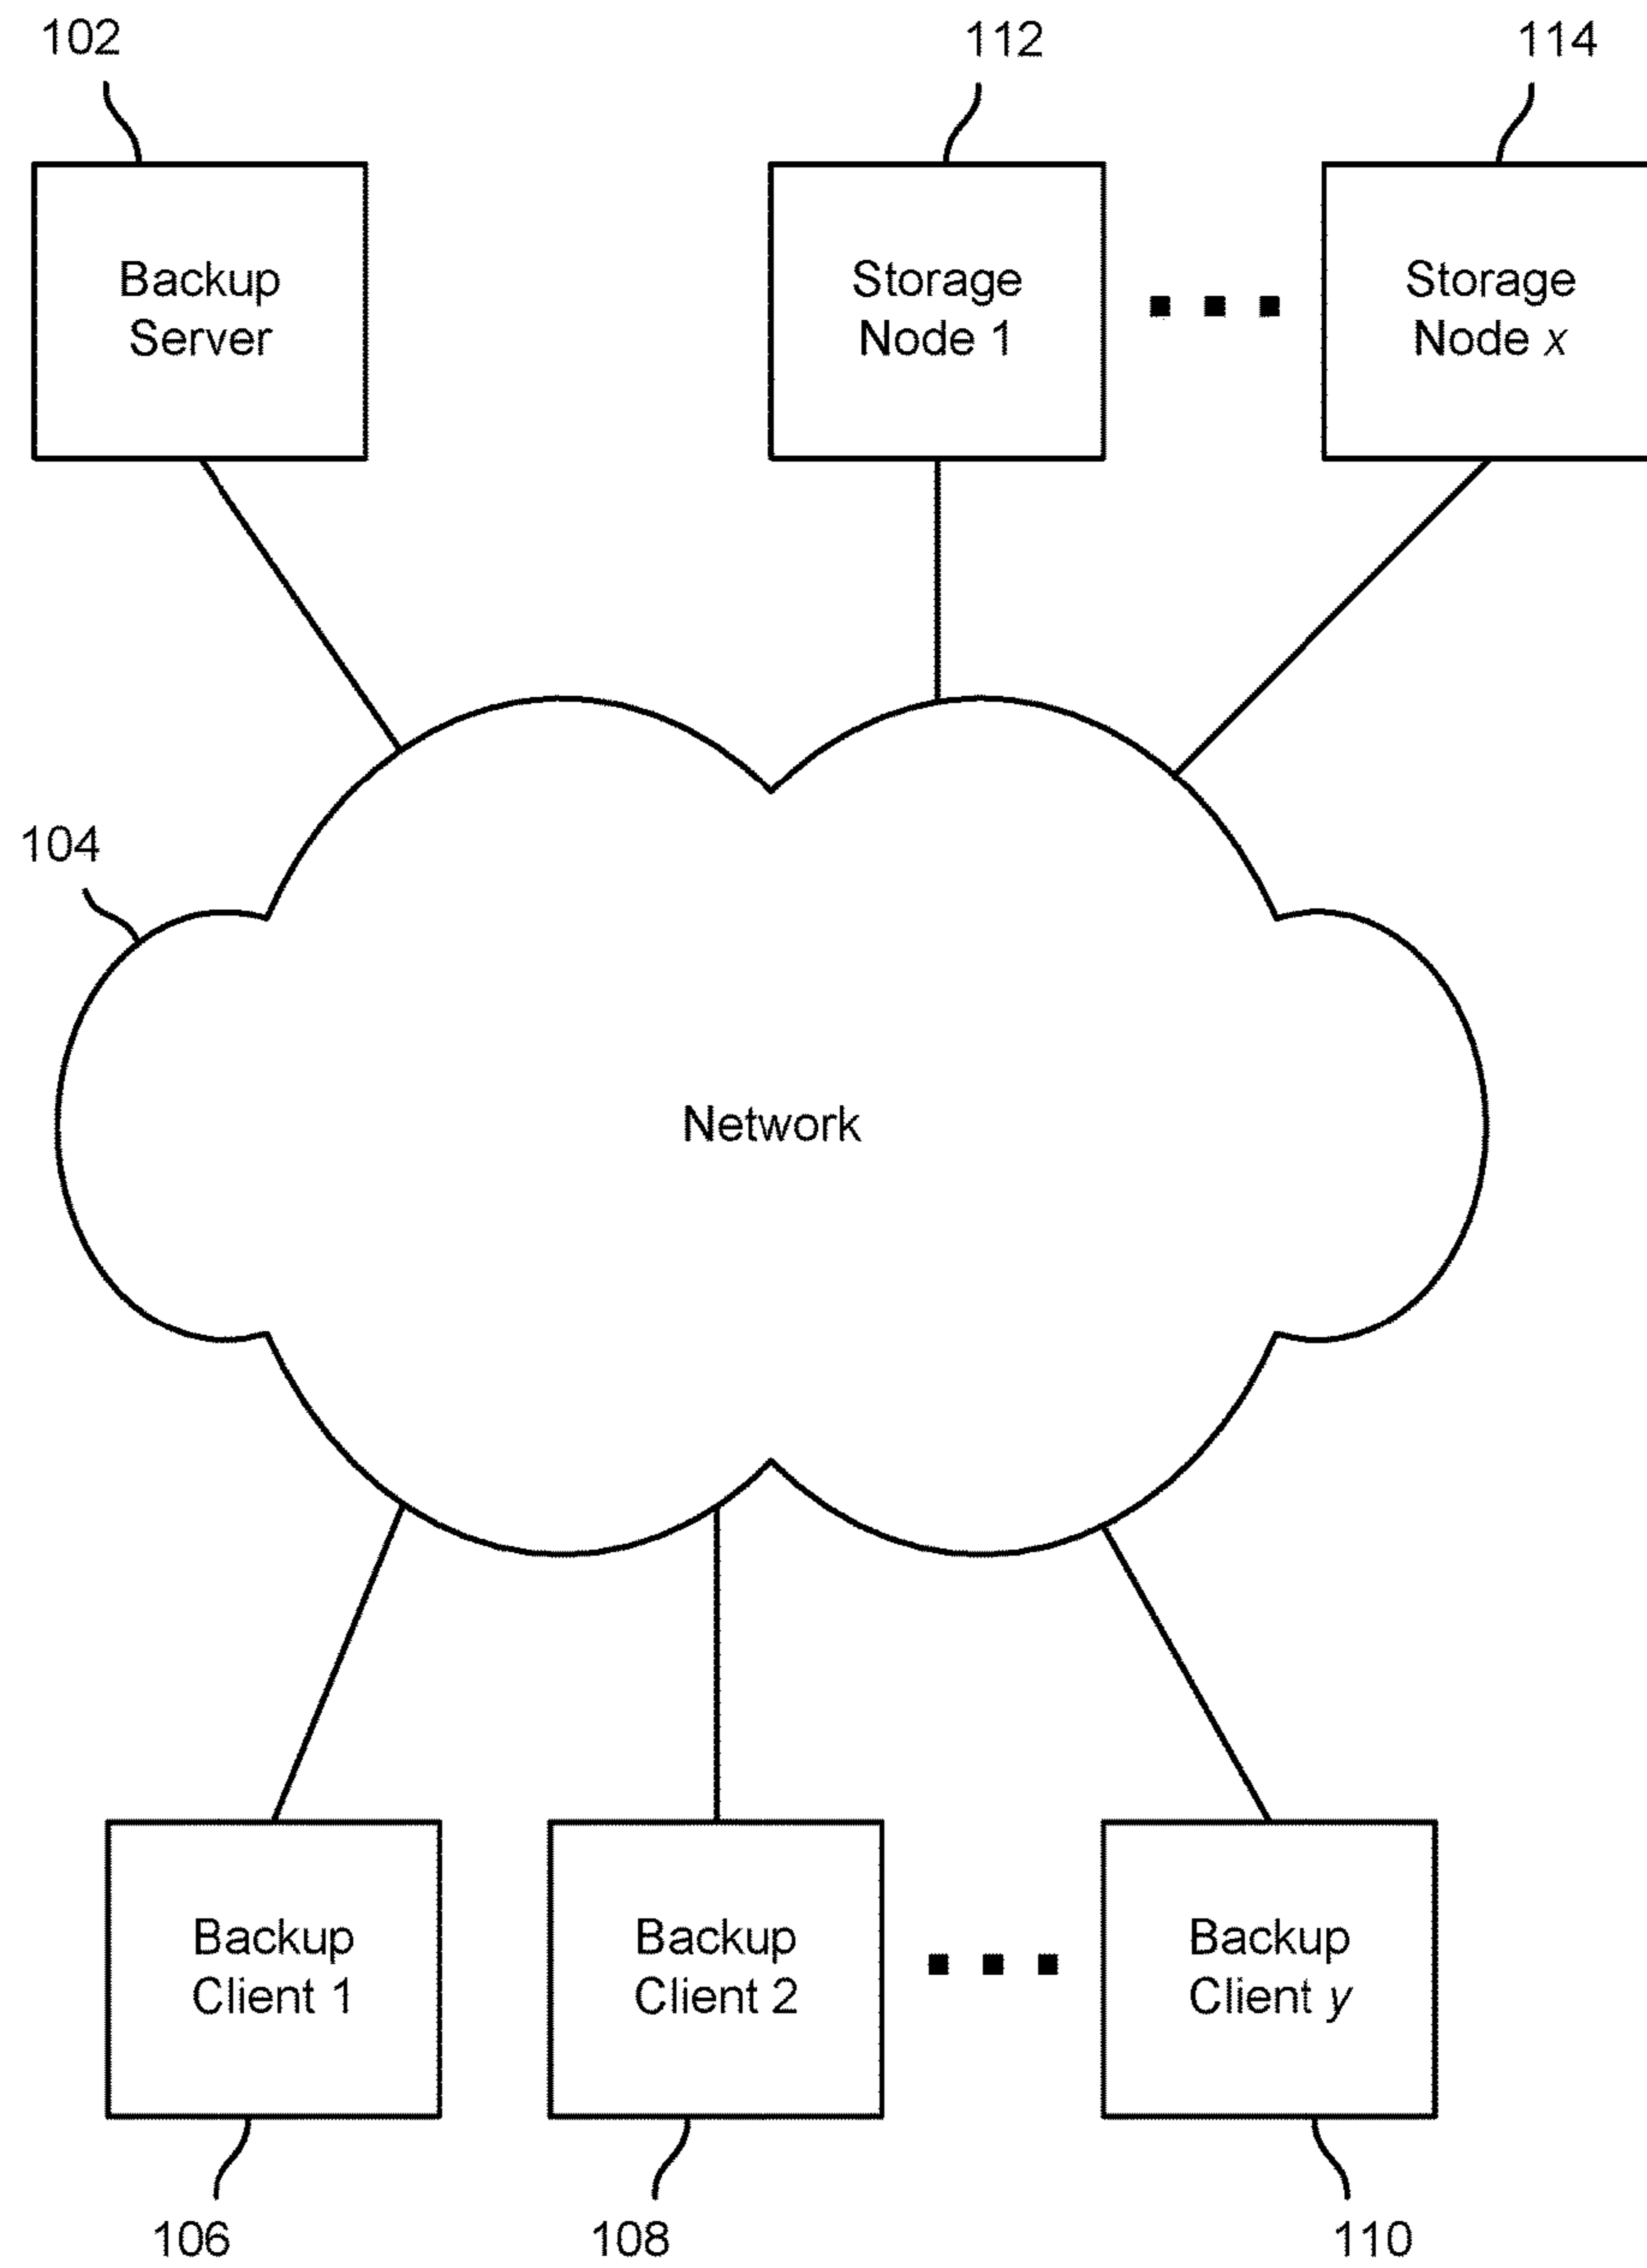 102
112
114
Backup
Server
Storage
Node 1
Storage
Node x
104
Network
Backup
Client 1
Backup
Client 2
Backup
Client y
106
108
110